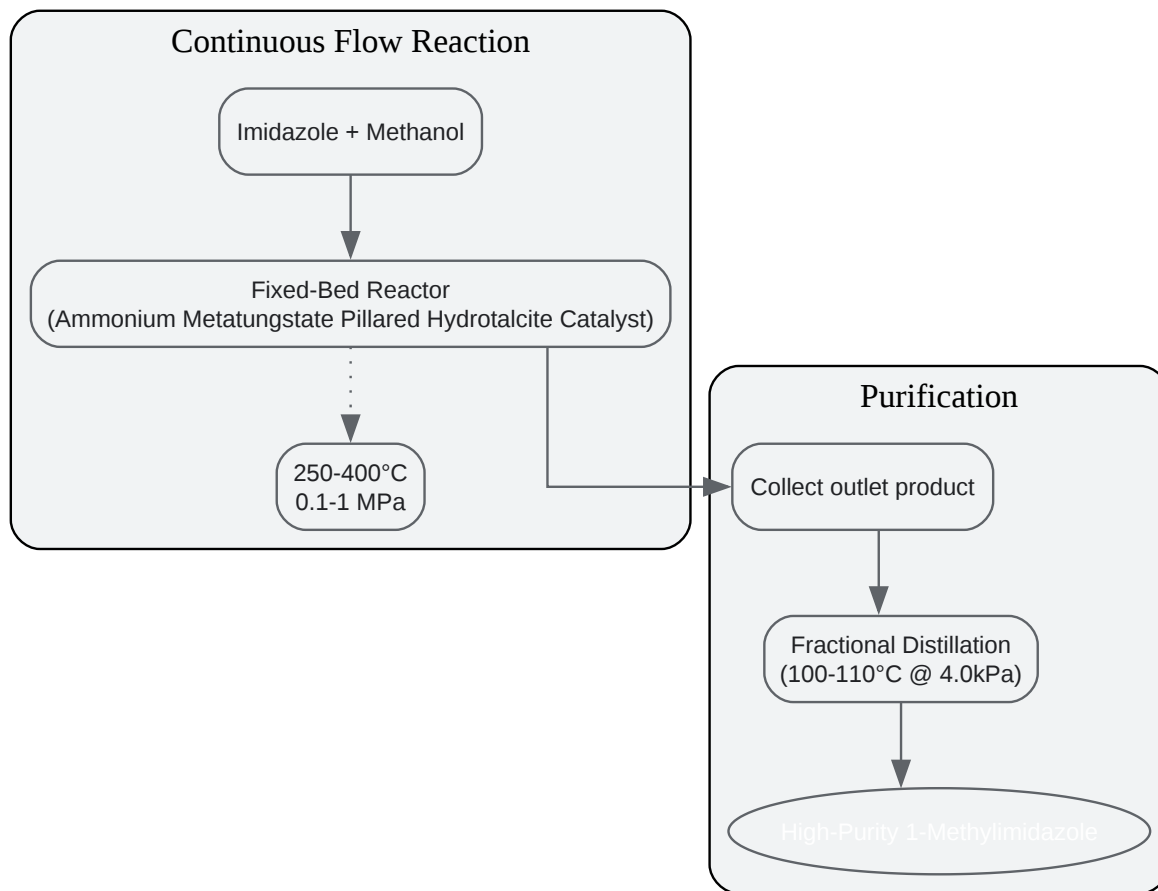 Continuous Flow Reaction
Imidazole + Methanol
Fixed-Bed Reactor
(Ammonium Metatungstate Pillared Hydrotalcite Catalyst)
250-400°C
0.1-1 MPa
Purification
Collect outlet product
Fractional Distillation
(100-110°C @ 4.0kPa)
High-Purity 1-Methylimidazole